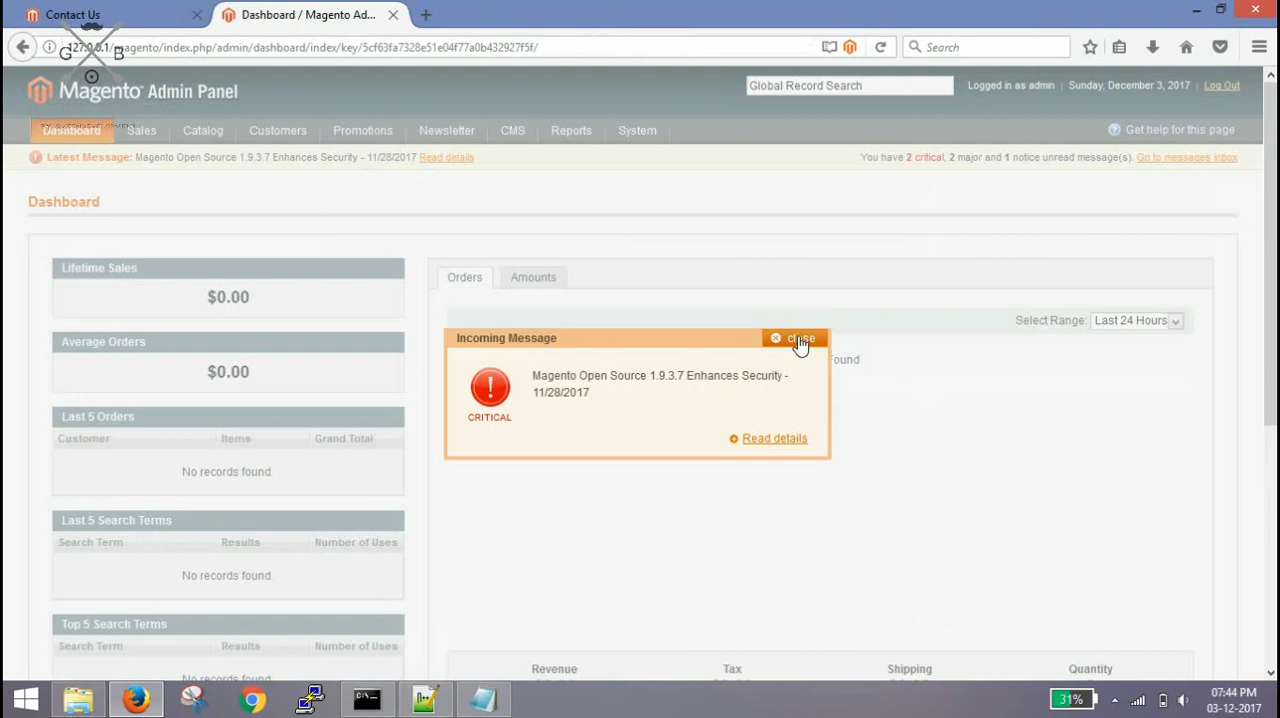 Contact Us
Dashboard / Magento Ad...
127.0.0.1/magento/index.php/admin/dashboard/index/key/5cf63fa7328e51e04f77a0b432927f5f/
Search
G B
Magento Admin Panel
Global Record Search
Logged in as admin | Sunday, December 3, 2017 | Log Out
Dashboard Sales Catalog Customers Promotions Newsletter CMS Reports System
Get help for this page
Latest Message: Magento Open Source 1.9.3.7 Enhances Security - 11/28/2017 Read details
You have 2 critical, 2 major and 1 notice unread message(s). Go to messages inbox
Dashboard
Lifetime Sales
$0.00
Average Orders
$0.00
Last 5 Orders
Customer Items Grand Total
No records found.
Last 5 Search Terms
Search Term Results Number of Uses
No records found.
Top 5 Search Terms
Search Term Results Number of Uses
No records found.
Orders Amounts
Select Range: Last 24 Hours
Found
Incoming Message
close
Magento Open Source 1.9.3.7 Enhances Security -
11/28/2017
CRITICAL
Read details
Revenue Tax Shipping Quantity
31%
07:44 PM
03-12-2017